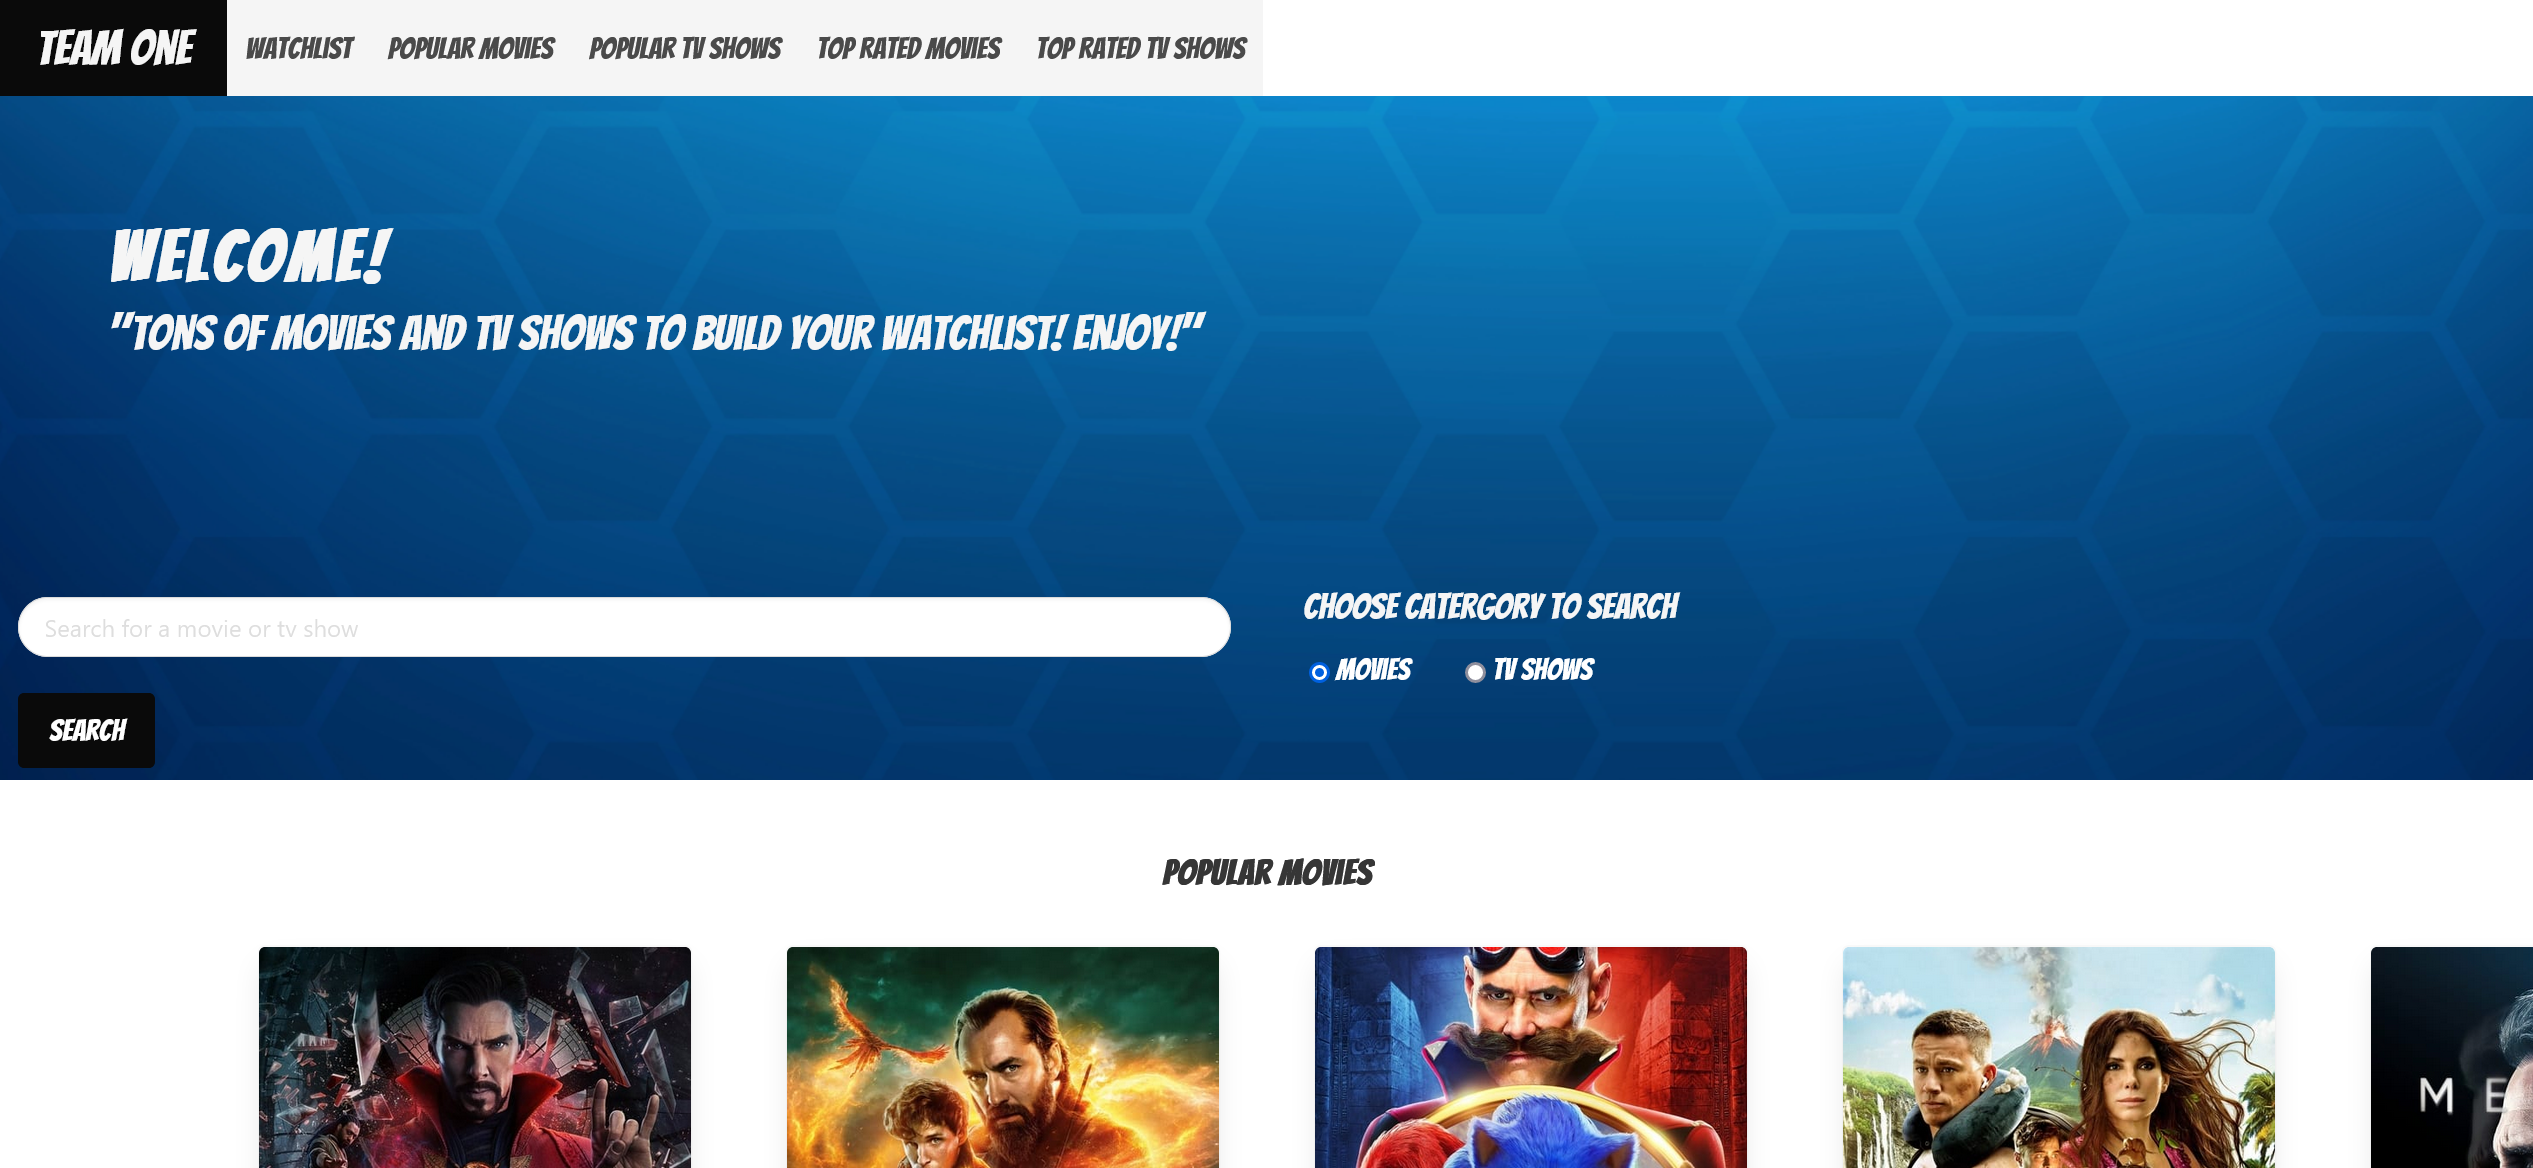 TEAM ONE
WATCHLIST
POPULAR MOVIES
POPULAR TV SHOWS
TOP RATED MOVIES
TOP RATED TV SHOWS
WELCOME!
"TONS OF MOVIES AND TV SHOWS TO BUILD YOUR WATCHLIST! ENJOY!"
Search for a movie or tv show
CHOOSE CATERGORY TO SEARCH
MOVIES
TV SHOWS
SEARCH
POPULAR MOVIES
M E